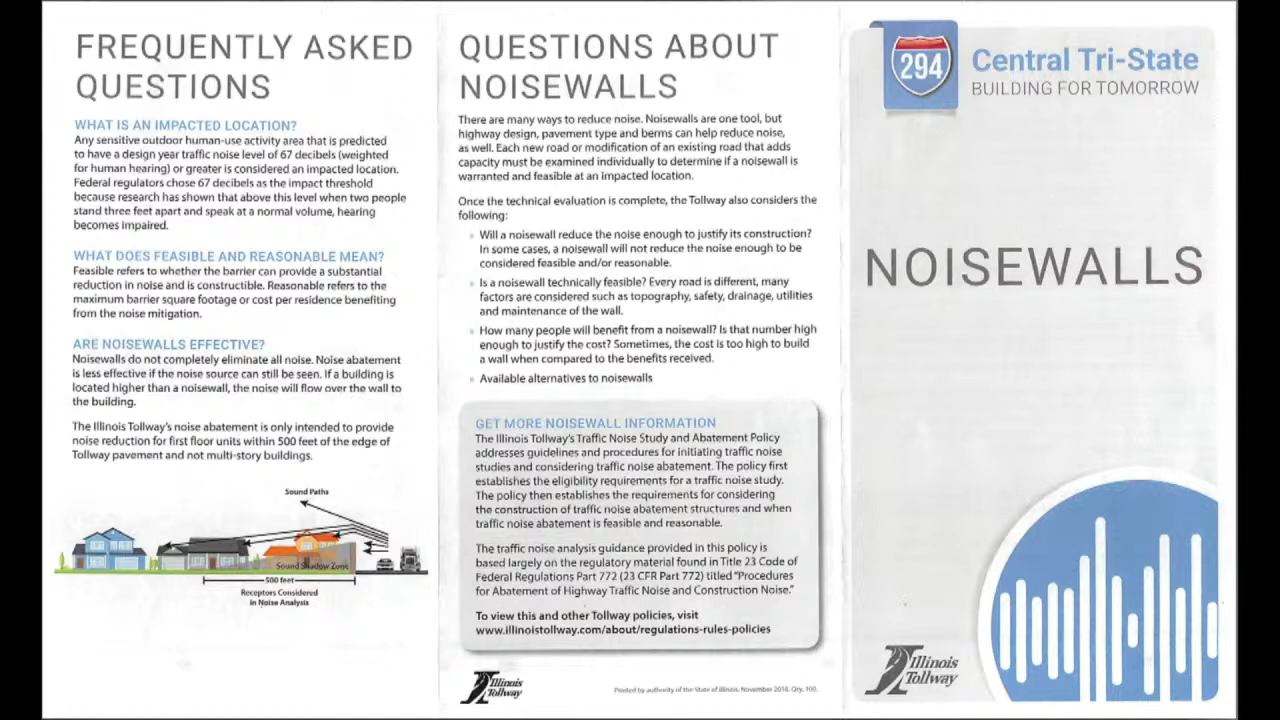 FREQUENTLY ASKED
QUESTIONS
WHAT IS AN IMPACTED LOCATION?
Any sensitive outdoor human-use activity area that is predicted
to have a design year traffic noise level of 67 decibels (weighted
for human hearing) or greater is considered an impacted location.
Federal regulators chose 67 decibels as the impact threshold
because research has shown that above this level when two people
stand three feet apart and speak at a normal volume, hearing
becomes impaired.
WHAT DOES FEASIBLE AND REASONABLE MEAN?
Feasible refers to whether the barrier can provide a substantial
reduction in noise and is constructible. Reasonable refers to the
maximum barrier square footage or cost per residence benefiting
from the noise mitigation.
ARE NOISEWALLS EFFECTIVE?
Noisewalls do not completely eliminate all noise. Noise abatement
is less effective if the noise source can still be seen. If a building is
located higher than a noisewall, the noise will flow over the wall to
the building.
The Illinois Tollway's noise abatement is only intended to provide
noise reduction for first floor units within 500 feet of the edge of
Tollway pavement and not multi-story buildings.
Sound Paths
Sound Shadow Zone
500 feet
Receptors Considered
in Noise Analysis
QUESTIONS ABOUT
NOISEWALLS
There are many ways to reduce noise. Noisewalls are one tool, but
highway design, pavement type and berms can help reduce noise,
as well. Each new road or modification of an existing road that adds
capacity must be examined individually to determine if a noisewall is
warranted and feasible at an impacted location.
Once the technical evaluation is complete, the Tollway also considers the
following:
» Will a noisewall reduce the noise enough to justify its construction?
In some cases, a noisewall will not reduce the noise enough to be
considered feasible and/or reasonable.
» Is a noisewall technically feasible? Every road is different, many
factors are considered such as topography, safety, drainage, utilities
and maintenance of the wall.
» How many people will benefit from a noisewall? Is that number high
enough to justify the cost? Sometimes, the cost is too high to build
a wall when compared to the benefits received.
» Available alternatives to noisewalls
GET MORE NOISEWALL INFORMATION
The Illinois Tollway's Traffic Noise Study and Abatement Policy
addresses guidelines and procedures for initiating traffic noise
studies and considering traffic noise abatement. The policy first
establishes the eligibility requirements for a traffic noise study.
The policy then establishes the requirements for considering
the construction of traffic noise abatement structures and when
traffic noise abatement is feasible and reasonable.
The traffic noise analysis guidance provided in this policy is
based largely on the regulatory material found in Title 23 Code of
Federal Regulations Part 772 (23 CFR Part 772) titled "Procedures
for Abatement of Highway Traffic Noise and Construction Noise."
To view this and other Tollway policies, visit
www.illinoistollway.com/about/regulations-rules-policies
Illinois
Tollway
Printed by authority of the State of Illinois, November 2018. Qty. 100.
294
Central Tri-State
BUILDING FOR TOMORROW
NOISEWALLS
Illinois
Tollway